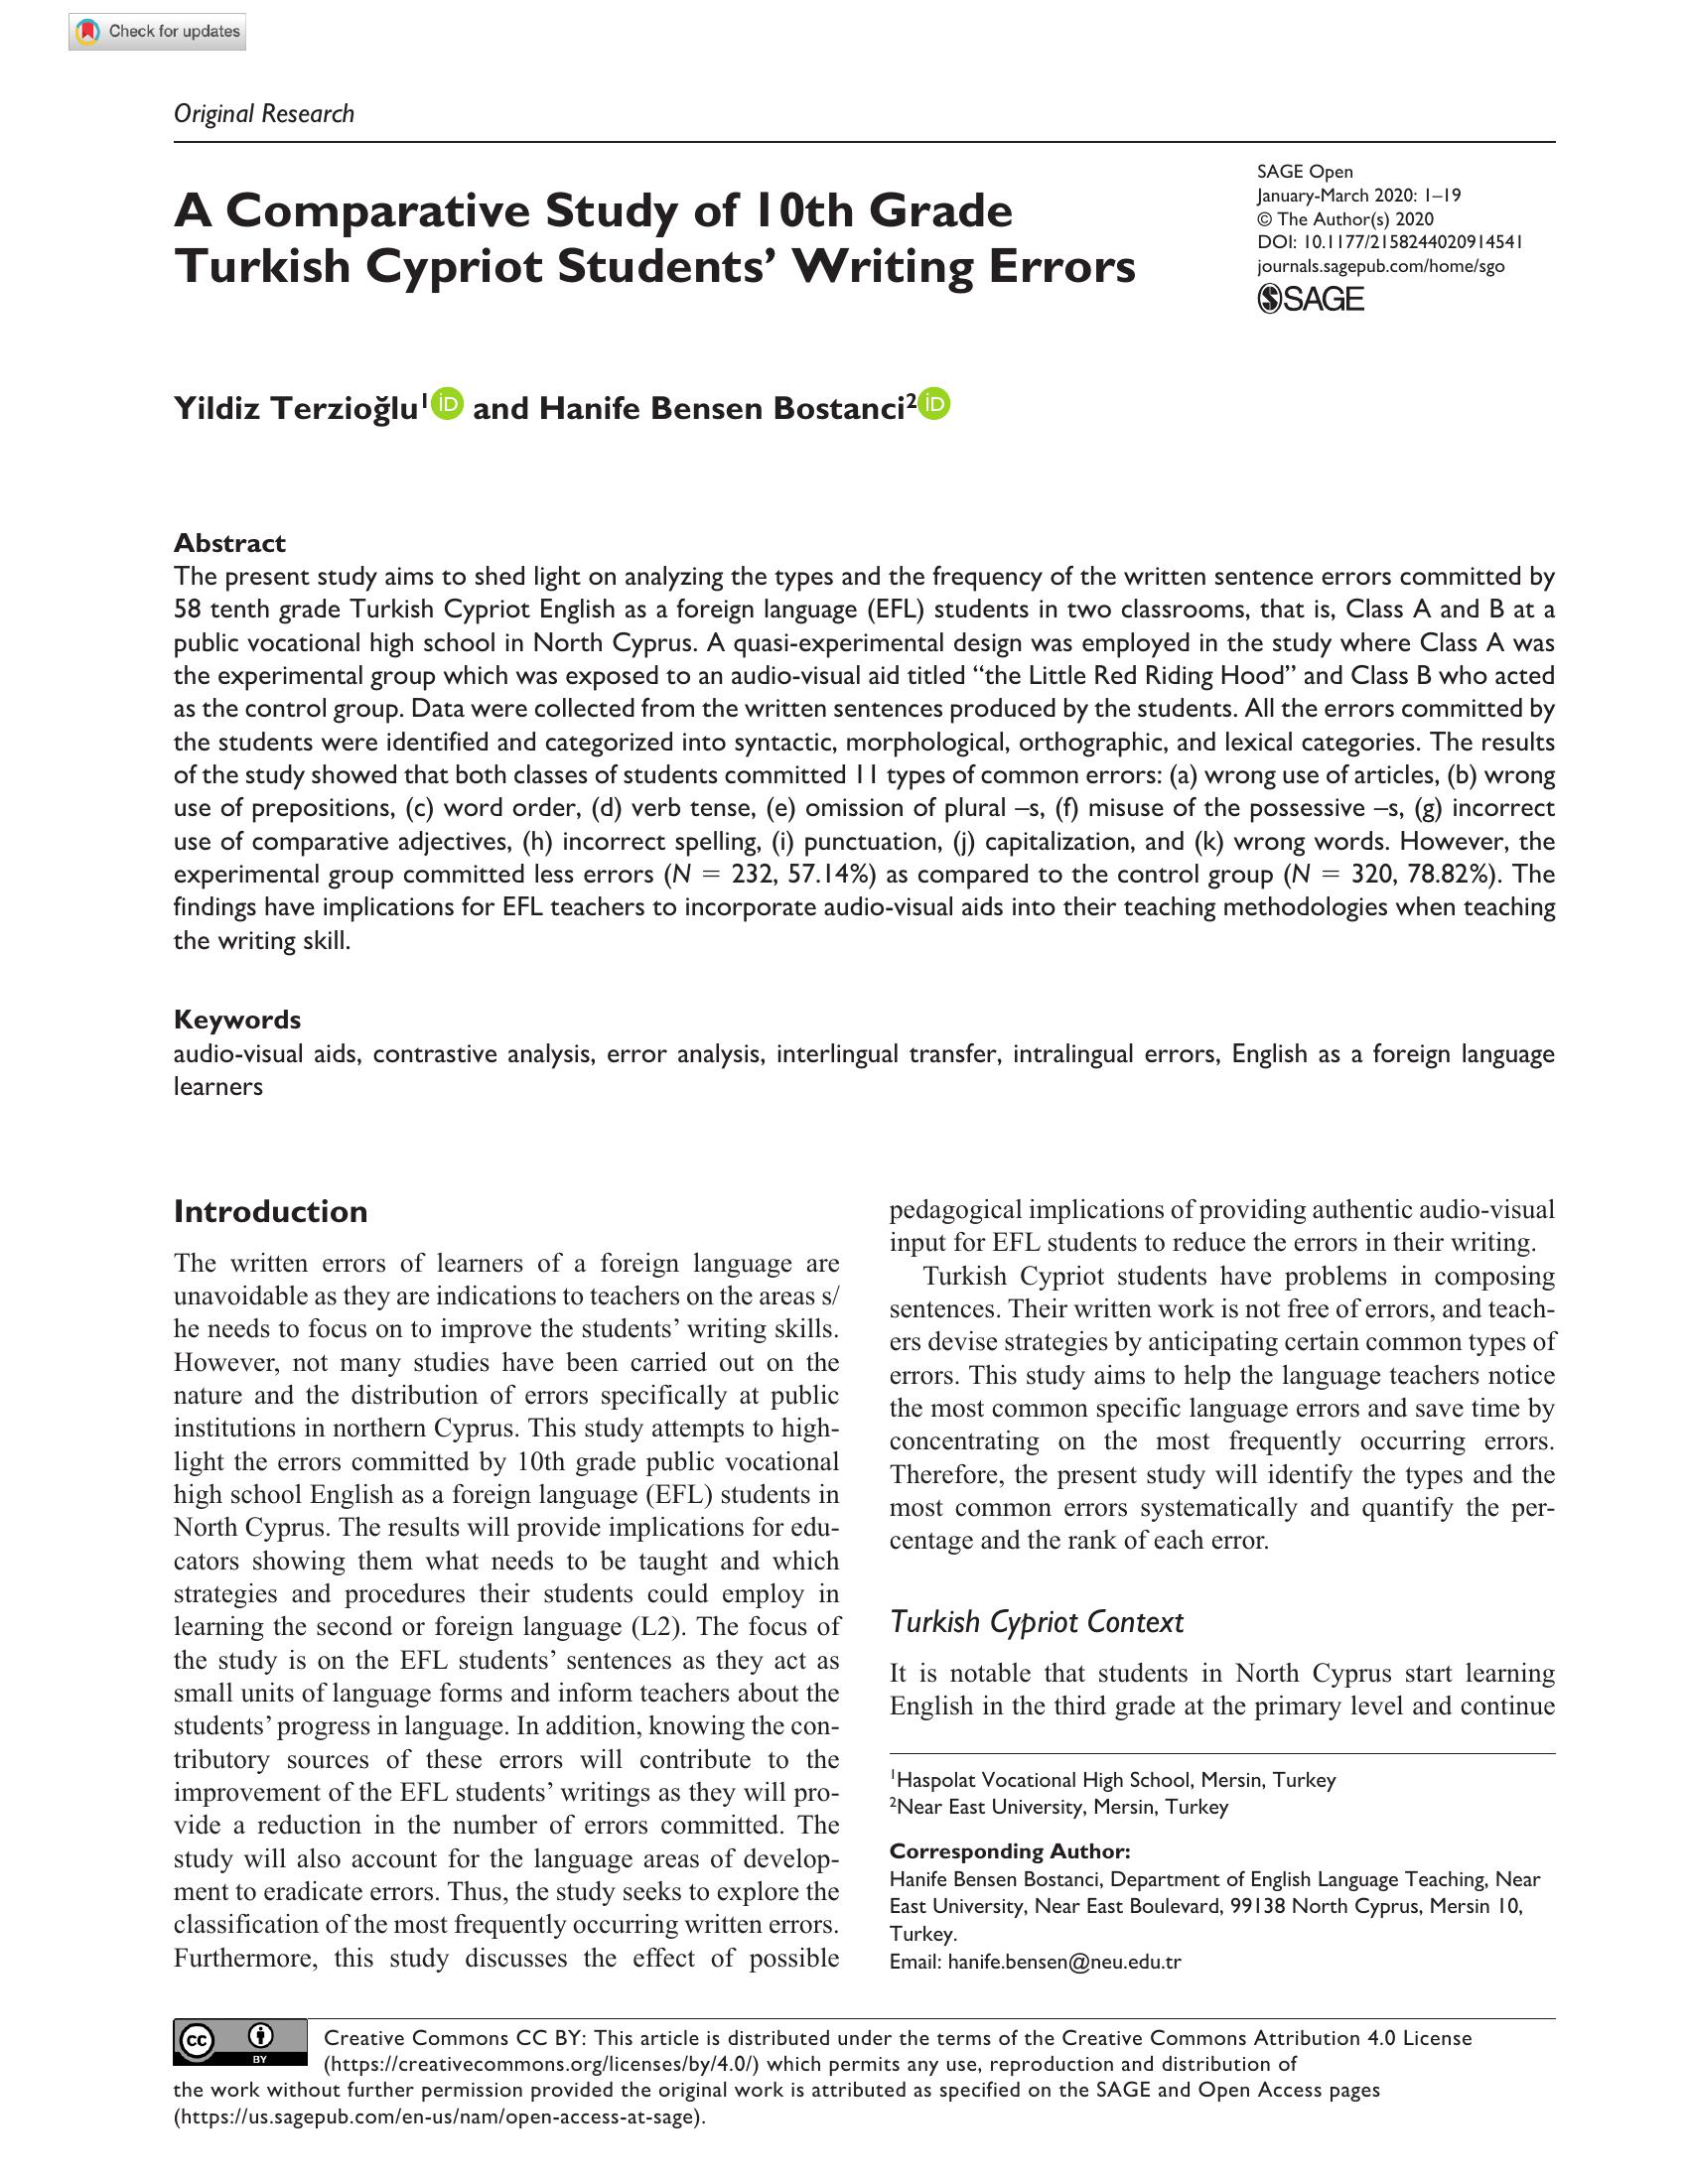 Check for updates
Original Research
A Comparative Study of 10th Grade
Turkish Cypriot Students’ Writing Errors
SAGE Open
January-March 2020: 1–19
© The Author(s) 2020
DOI: 10.1177/2158244020914541
journals.sagepub.com/home/sgo
SAGE
Yildiz Terzioğlu1 iD and Hanife Bensen Bostanci2 iD
Abstract
The present study aims to shed light on analyzing the types and the frequency of the written sentence errors committed by
58 tenth grade Turkish Cypriot English as a foreign language (EFL) students in two classrooms, that is, Class A and B at a
public vocational high school in North Cyprus. A quasi-experimental design was employed in the study where Class A was
the experimental group which was exposed to an audio-visual aid titled “the Little Red Riding Hood” and Class B who acted
as the control group. Data were collected from the written sentences produced by the students. All the errors committed by
the students were identified and categorized into syntactic, morphological, orthographic, and lexical categories. The results
of the study showed that both classes of students committed 11 types of common errors: (a) wrong use of articles, (b) wrong
use of prepositions, (c) word order, (d) verb tense, (e) omission of plural –s, (f) misuse of the possessive –s, (g) incorrect
use of comparative adjectives, (h) incorrect spelling, (i) punctuation, (j) capitalization, and (k) wrong words. However, the
experimental group committed less errors (N = 232, 57.14%) as compared to the control group (N = 320, 78.82%). The
findings have implications for EFL teachers to incorporate audio-visual aids into their teaching methodologies when teaching
the writing skill.
Keywords
audio-visual aids, contrastive analysis, error analysis, interlingual transfer, intralingual errors, English as a foreign language
learners
Introduction
The written errors of learners of a foreign language are
unavoidable as they are indications to teachers on the areas s/
he needs to focus on to improve the students’ writing skills.
However, not many studies have been carried out on the
nature and the distribution of errors specifically at public
institutions in northern Cyprus. This study attempts to high-
light the errors committed by 10th grade public vocational
high school English as a foreign language (EFL) students in
North Cyprus. The results will provide implications for edu-
cators showing them what needs to be taught and which
strategies and procedures their students could employ in
learning the second or foreign language (L2). The focus of
the study is on the EFL students’ sentences as they act as
small units of language forms and inform teachers about the
students’ progress in language. In addition, knowing the con-
tributory sources of these errors will contribute to the
improvement of the EFL students’ writings as they will pro-
vide a reduction in the number of errors committed. The
study will also account for the language areas of develop-
ment to eradicate errors. Thus, the study seeks to explore the
classification of the most frequently occurring written errors.
Furthermore, this study discusses the effect of possible
pedagogical implications of providing authentic audio-visual
input for EFL students to reduce the errors in their writing.
Turkish Cypriot students have problems in composing
sentences. Their written work is not free of errors, and teach-
ers devise strategies by anticipating certain common types of
errors. This study aims to help the language teachers notice
the most common specific language errors and save time by
concentrating on the most frequently occurring errors.
Therefore, the present study will identify the types and the
most common errors systematically and quantify the per-
centage and the rank of each error.
Turkish Cypriot Context
It is notable that students in North Cyprus start learning
English in the third grade at the primary level and continue
1Haspolat Vocational High School, Mersin, Turkey
2Near East University, Mersin, Turkey
Corresponding Author:
Hanife Bensen Bostanci, Department of English Language Teaching, Near
East University, Near East Boulevard, 99138 North Cyprus, Mersin 10,
Turkey.
Email: hanife.bensen@neu.edu.tr
cc BY
Creative Commons CC BY: This article is distributed under the terms of the Creative Commons Attribution 4.0 License
(https://creativecommons.org/licenses/by/4.0/) which permits any use, reproduction and distribution of
the work without further permission provided the original work is attributed as specified on the SAGE and Open Access pages
(https://us.sagepub.com/en-us/nam/open-access-at-sage).